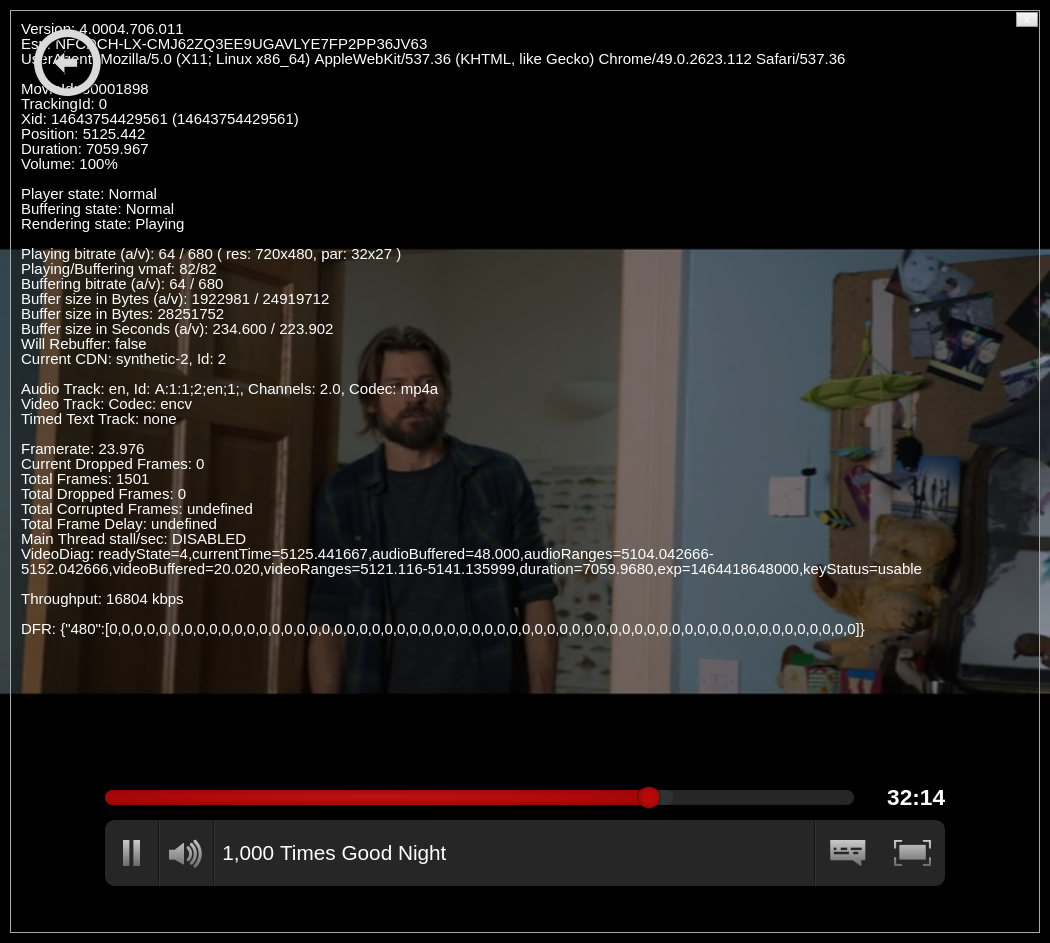 Version: 4.0004.706.011
Esn: NFCDCH-LX-CMJ62ZQ3EE9UGAVLYE7FP2PP36JV63
UserAgent: Mozilla/5.0 (X11; Linux x86_64) AppleWebKit/537.36 (KHTML, like Gecko) Chrome/49.0.2623.112 Safari/537.36
MovieId: 80001898
TrackingId: 0
Xid: 14643754429561 (14643754429561)
Position: 5125.442
Duration: 7059.967
Volume: 100%
Player state: Normal
Buffering state: Normal
Rendering state: Playing
Playing bitrate (a/v): 64 / 680 ( res: 720x480, par: 32x27 )
Playing/Buffering vmaf: 82/82
Buffering bitrate (a/v): 64 / 680
Buffer size in Bytes (a/v): 1922981 / 24919712
Buffer size in Bytes: 28251752
Buffer size in Seconds (a/v): 234.600 / 223.902
Will Rebuffer: false
Current CDN: synthetic-2, Id: 2
Audio Track: en, Id: A:1:1;2;en;1;, Channels: 2.0, Codec: mp4a
Video Track: Codec: encv
Timed Text Track: none
Framerate: 23.976
Current Dropped Frames: 0
Total Frames: 1501
Total Dropped Frames: 0
Total Corrupted Frames: undefined
Total Frame Delay: undefined
Main Thread stall/sec: DISABLED
VideoDiag: readyState=4,currentTime=5125.441667,audioBuffered=48.000,audioRanges=5104.042666-
5152.042666,videoBuffered=20.020,videoRanges=5121.116-5141.135999,duration=7059.9680,exp=1464418648000,keyStatus=usable
Throughput: 16804 kbps
DFR: {"480":[0,0,0,0,0,0,0,0,0,0,0,0,0,0,0,0,0,0,0,0,0,0,0,0,0,0,0,0,0,0,0,0,0,0,0,0,0,0,0,0,0,0,0,0,0,0,0,0,0,0,0,0,0,0,0,0,0,0,0,0]}
32:14
1,000 Times Good Night